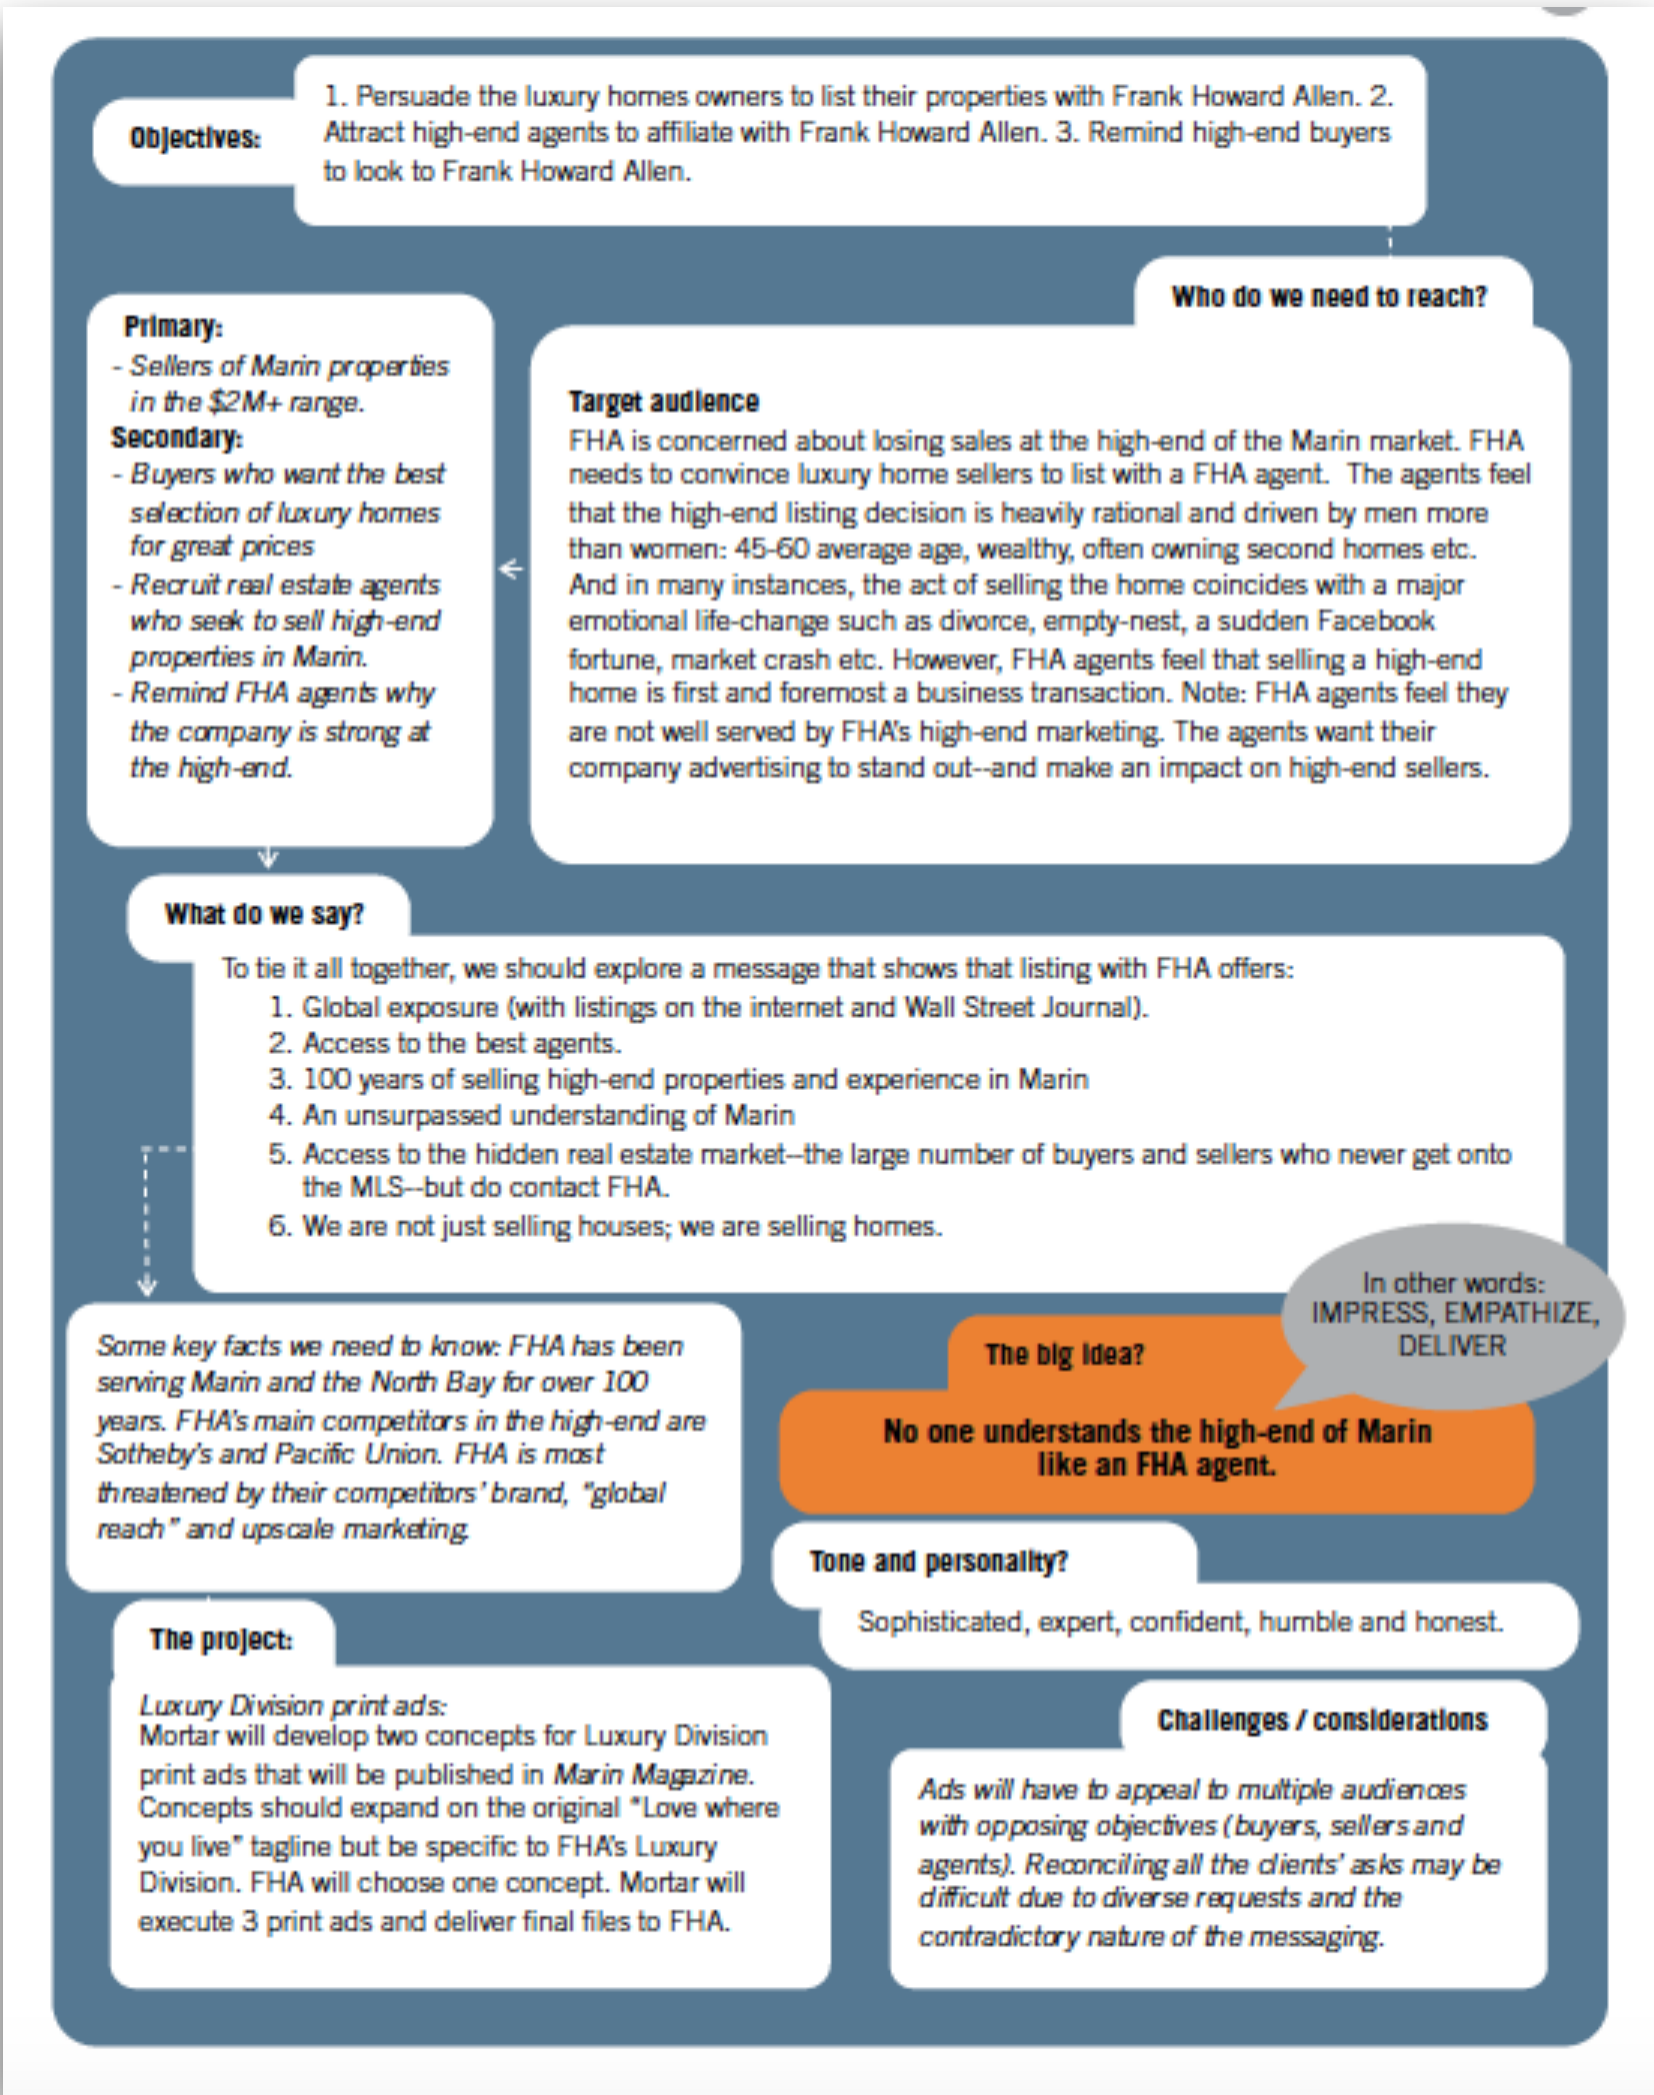 Objectives:
1. Persuade the luxury homes owners to list their properties with Frank Howard Allen. 2.
Attract high-end agents to affiliate with Frank Howard Allen. 3. Remind high-end buyers
to look to Frank Howard Allen.
Who do we need to reach?
Target audience
FHA is concerned about losing sales at the high-end of the Marin market. FHA
needs to convince luxury home sellers to list with a FHA agent. The agents feel
that the high-end listing decision is heavily rational and driven by men more
than women: 45-60 average age, wealthy, often owning second homes etc.
And in many instances, the act of selling the home coincides with a major
emotional life-change such as divorce, empty-nest, a sudden Facebook
fortune, market crash etc. However, FHA agents feel that selling a high-end
home is first and foremost a business transaction. Note: FHA agents feel they
are not well served by FHA's high-end marketing. The agents want their
company advertising to stand out--and make an impact on high-end sellers.
Primary:
- Sellers of Marin properties
in the $2M+ range.
Secondary:
- Buyers who want the best
selection of luxury homes
for great prices
- Recruit real estate agents
who seek to sell high-end
properties in Marin.
- Remind FHA agents why
the company is strong at
the high-end.
What do we say?
To tie it all together, we should explore a message that shows that listing with FHA offers:
1. Global exposure (with listings on the internet and Wall Street Journal).
2. Access to the best agents.
3. 100 years of selling high-end properties and experience in Marin
4. An unsurpassed understanding of Marin
5. Access to the hidden real estate market--the large number of buyers and sellers who never get onto
the MLS--but do contact FHA.
6. We are not just selling houses; we are selling homes.
Some key facts we need to know: FHA has been
serving Marin and the North Bay for over 100
years. FHA's main competitors in the high-end are
Sotheby's and Pacific Union. FHA is most
threatened by their competitors' brand, "global
reach" and upscale marketing.
In other words:
IMPRESS, EMPATHIZE,
DELIVER
The big idea?
No one understands the high-end of Marin
like an FHA agent.
Tone and personality?
Sophisticated, expert, confident, humble and honest.
The project:
Luxury Division print ads:
Mortar will develop two concepts for Luxury Division
print ads that will be published in Marin Magazine.
Concepts should expand on the original "Love where
you live" tagline but be specific to FHA's Luxury
Division. FHA will choose one concept. Mortar will
execute 3 print ads and deliver final files to FHA.
Challenges / considerations
Ads will have to appeal to multiple audiences
with opposing objectives (buyers, sellers and
agents). Reconciling all the clients' asks may be
difficult due to diverse requests and the
contradictory nature of the messaging.